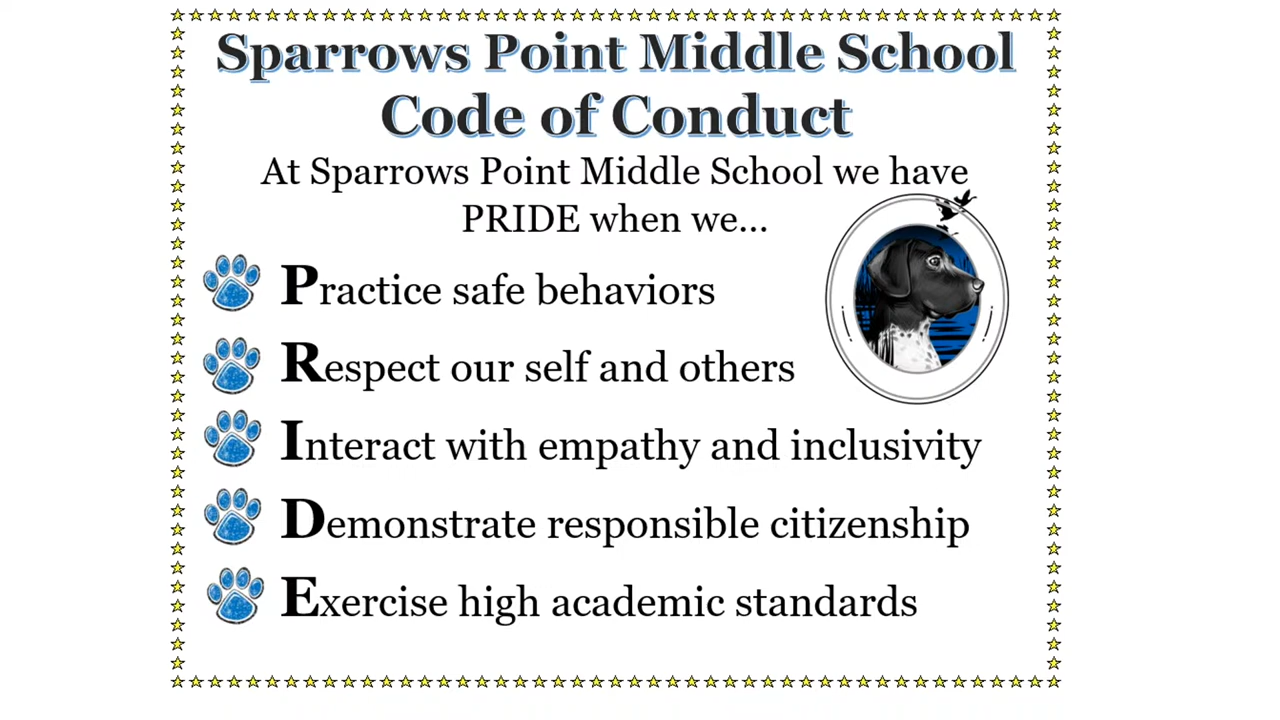 Sparrows Point Middle School
Code of Conduct
At Sparrows Point Middle School we have
PRIDE when we...
Practice safe behaviors
Respect our self and others
Interact with empathy and inclusivity
Demonstrate responsible citizenship
Exercise high academic standards